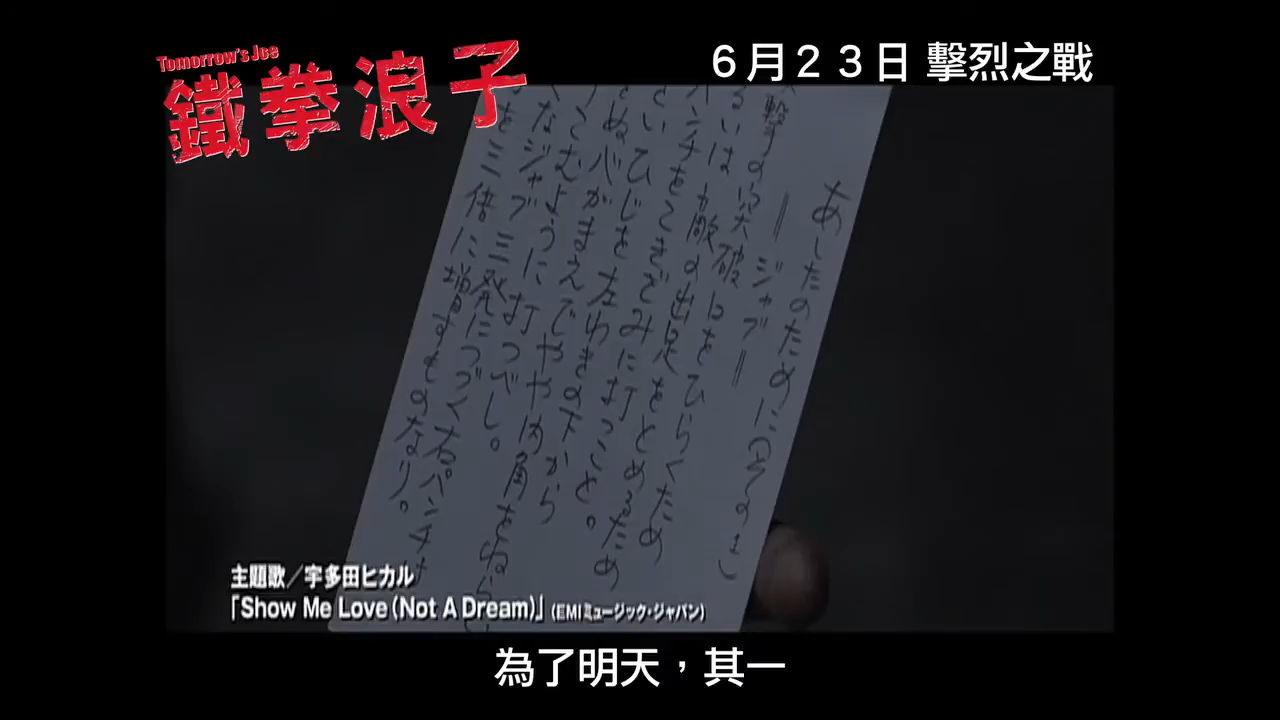 Tomorrow's Joe
鐵拳浪子
6月23日 擊烈之戰
あしたのために(その1)
=ジャブ=
撃の突破口をひらくため
るいは敵の出足をとめるため
ンチをこきざみに打つこと。
い ひじを左わきの下から
ぬ心がまえでやや内角をねらい
こむように打つべし。
なジャブ三発につづく右パンチ
を三倍に増すものなり。
主題歌/宇多田ヒカル
「Show Me Love(Not A Dream)」(EMIミュージック・ジャパン)
為了明天，其一